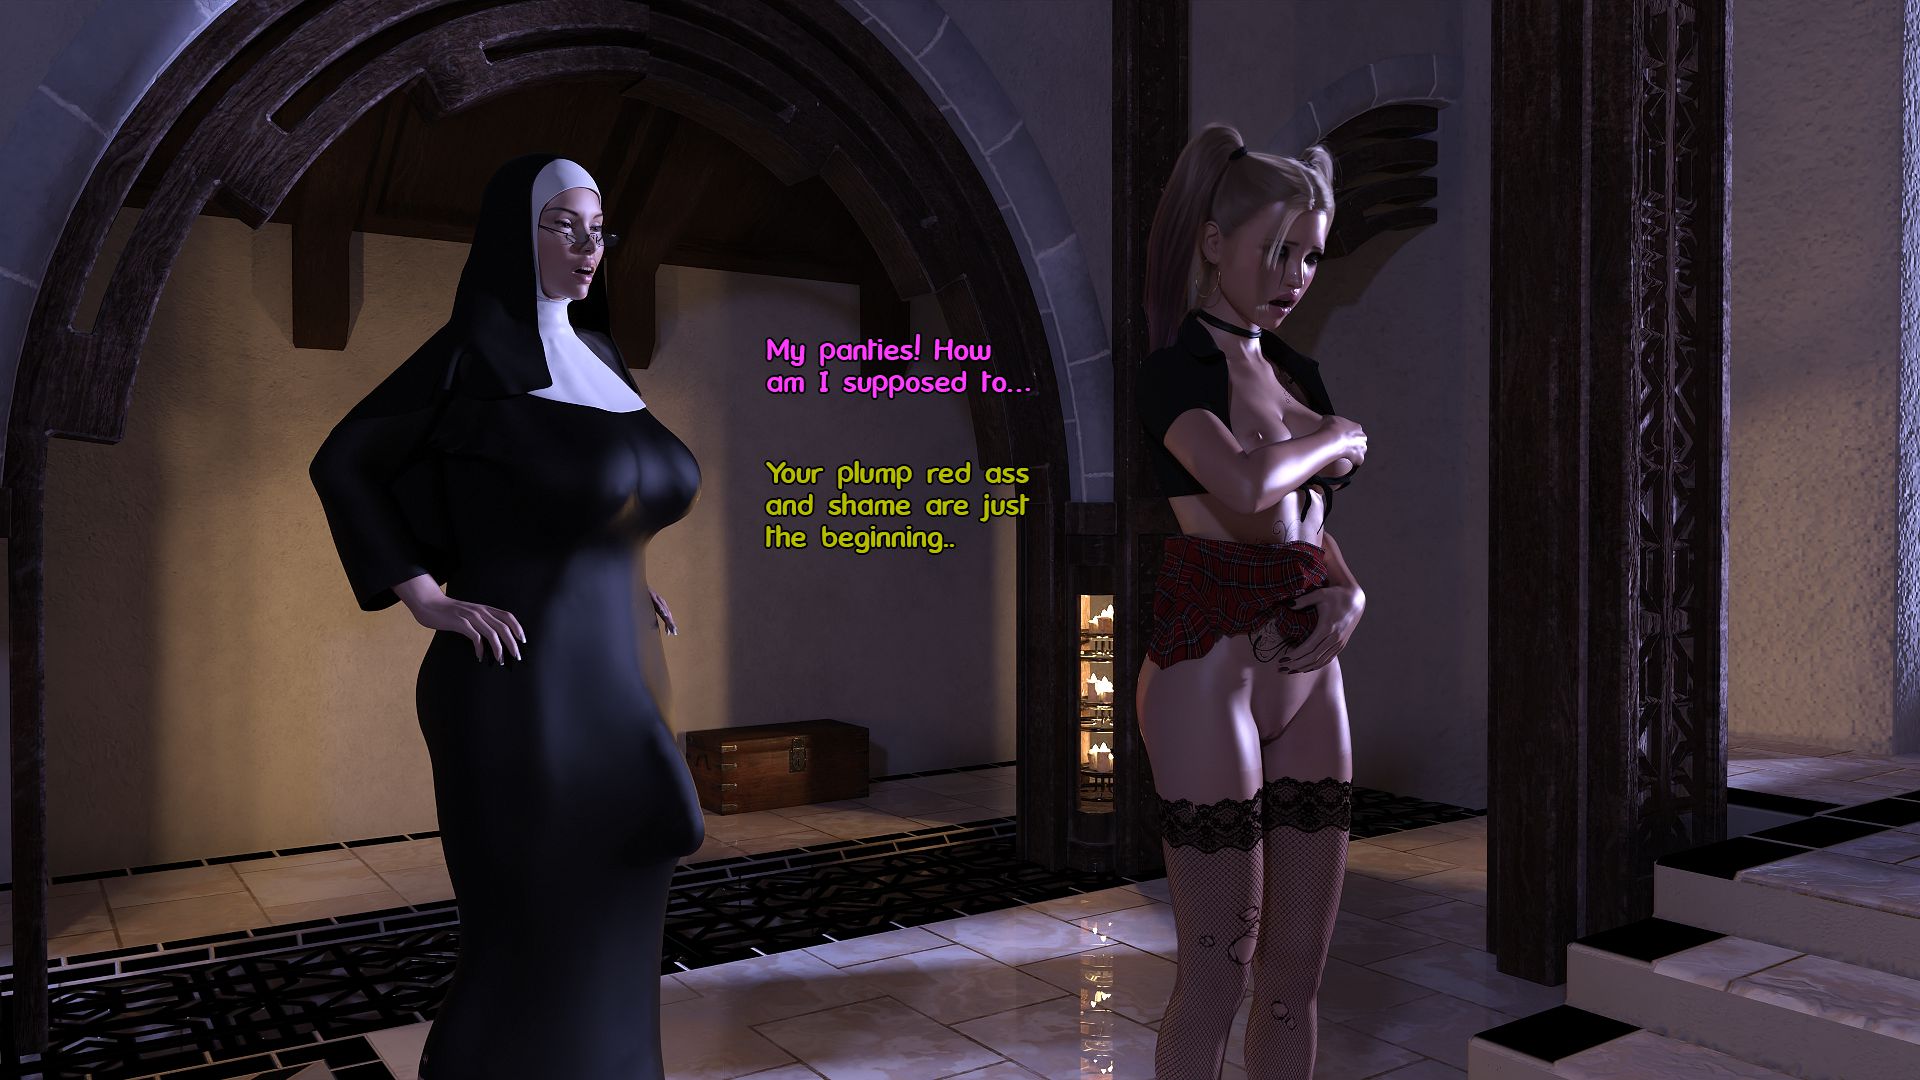 My panties! How
am I supposed to...
Your plump red ass
and shame are just
the beginning..